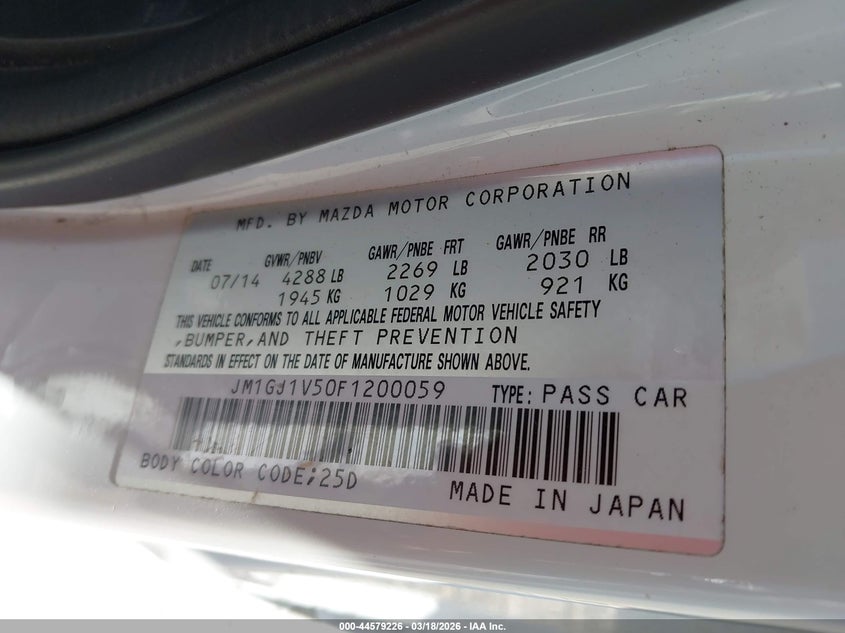 MFD. BY MAZDA MOTOR CORPORATION
DATE GVWR/PNBV GAWR/PNBE FRT GAWR/PNBE RR
07/14 4288 LB 2269 LB 2030 LB
1945 KG 1029 KG 921 KG
THIS VEHICLE CONFORMS TO ALL APPLICABLE FEDERAL MOTOR VEHICLE SAFETY
,BUMPER,AND THEFT PREVENTION
STANDARDS IN EFFECT ON THE DATE OF MANUFACTURE SHOWN ABOVE.
JM1GJ1V50F1200059 TYPE: PASS CAR
BODY COLOR CODE;25D
MADE IN JAPAN
000-44579226 - 03/18/2026 - IAA Inc.